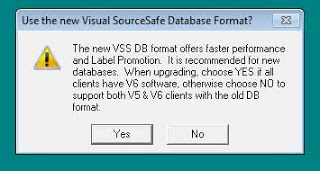 Use the new Visual SourceSafe Database Format?
The new VSS DB format offers faster performance
and Label Promotion. It is recommended for new
databases. When upgrading, choose YES if all
clients have V6 software, otherwise choose NO to
support both V5 & V6 clients with the old DB
format.
Yes No